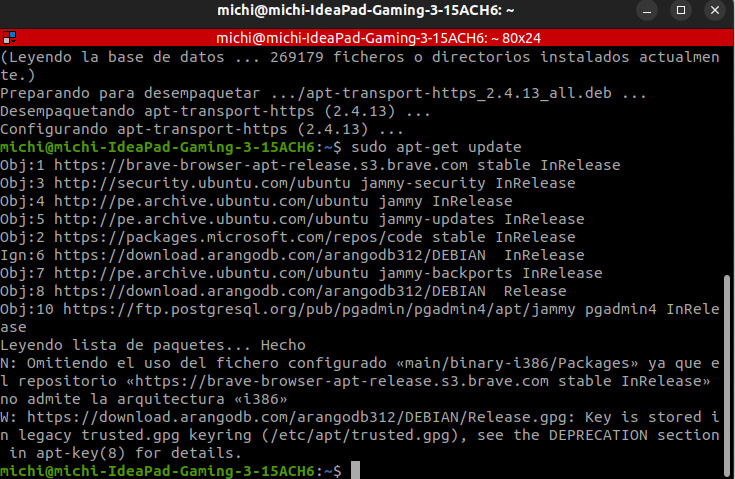 michi@michi-IdeaPad-Gaming-3-15ACH6: ~
michi@michi-IdeaPad-Gaming-3-15ACH6: ~ 80x24
(Leyendo la base de datos ... 269179 ficheros o directorios instalados actualmen
te.)
Preparando para desempaquetar .../apt-transport-https_2.4.13_all.deb ...
Desempaquetando apt-transport-https (2.4.13) ...
Configurando apt-transport-https (2.4.13) ...
michi@michi-IdeaPad-Gaming-3-15ACH6:~$ sudo apt-get update
Obj:1 https://brave-browser-apt-release.s3.brave.com stable InRelease
Obj:3 http://security.ubuntu.com/ubuntu jammy-security InRelease
Obj:4 http://pe.archive.ubuntu.com/ubuntu jammy InRelease
Obj:5 http://pe.archive.ubuntu.com/ubuntu jammy-updates InRelease
Obj:2 https://packages.microsoft.com/repos/code stable InRelease
Ign:6 https://download.arangodb.com/arangodb312/DEBIAN  InRelease
Obj:7 http://pe.archive.ubuntu.com/ubuntu jammy-backports InRelease
Obj:8 https://download.arangodb.com/arangodb312/DEBIAN  Release
Obj:10 https://ftp.postgresql.org/pub/pgadmin/pgadmin4/apt/jammy pgadmin4 InRele
ase
Leyendo lista de paquetes... Hecho
N: Omitiendo el uso del fichero configurado «main/binary-i386/Packages» ya que e
l repositorio «https://brave-browser-apt-release.s3.brave.com stable InRelease»
no admite la arquitectura «i386»
W: https://download.arangodb.com/arangodb312/DEBIAN/Release.gpg: Key is stored i
n legacy trusted.gpg keyring (/etc/apt/trusted.gpg), see the DEPRECATION section
 in apt-key(8) for details.
michi@michi-IdeaPad-Gaming-3-15ACH6:~$